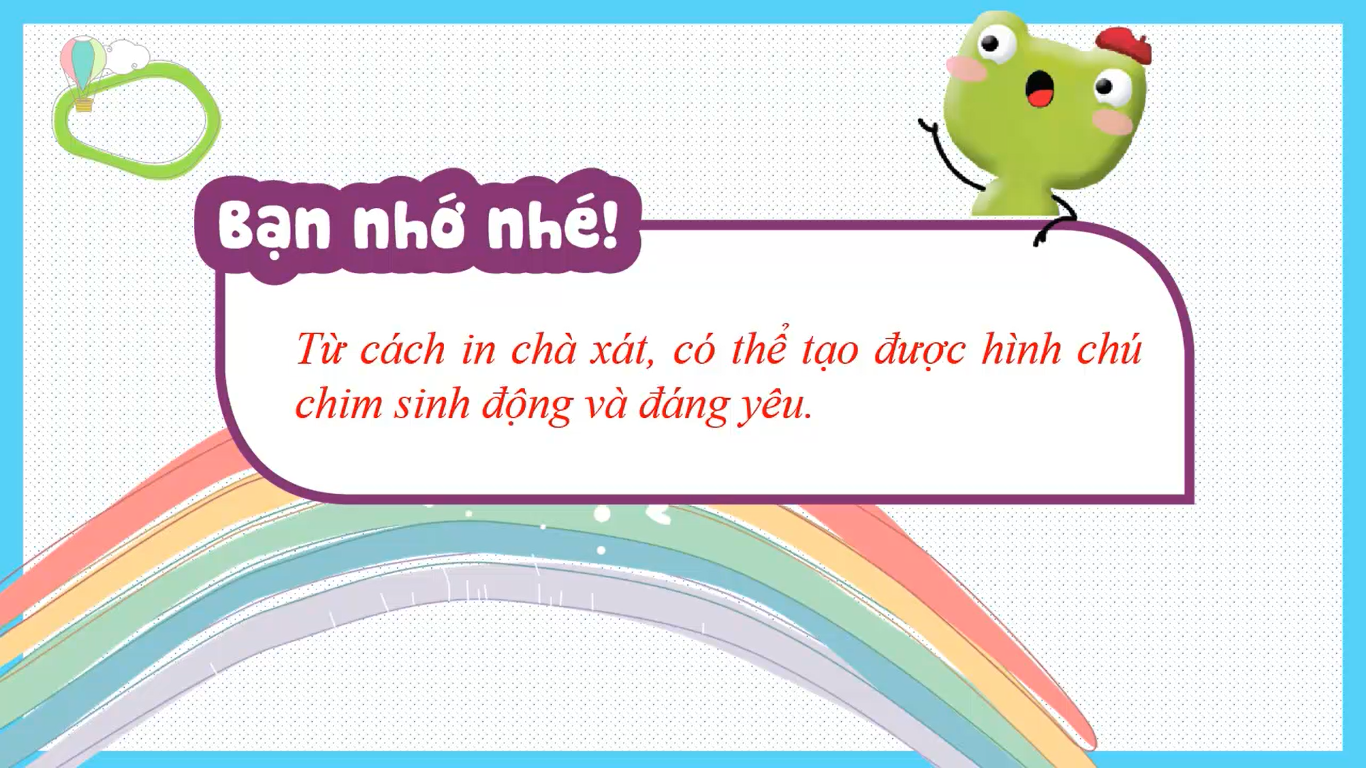 Bạn nhớ nhé!
Từ cách in chà xát, có thể tạo được hình chú
chim sinh động và đáng yêu.